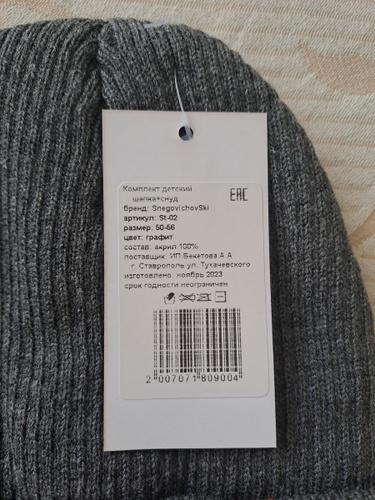 Комплект детский
шапка+снуд
EAC
бренд: SnegovichovSki
артикул: St-02
размер: 50-56
цвет: графит
состав: акрил 100%
поставщик: ИП Бекетова А.А
г. Ставрополь ул. Тухачевского
изготовлено: ноябрь 2023
срок годности неограничен
2 007071 809004